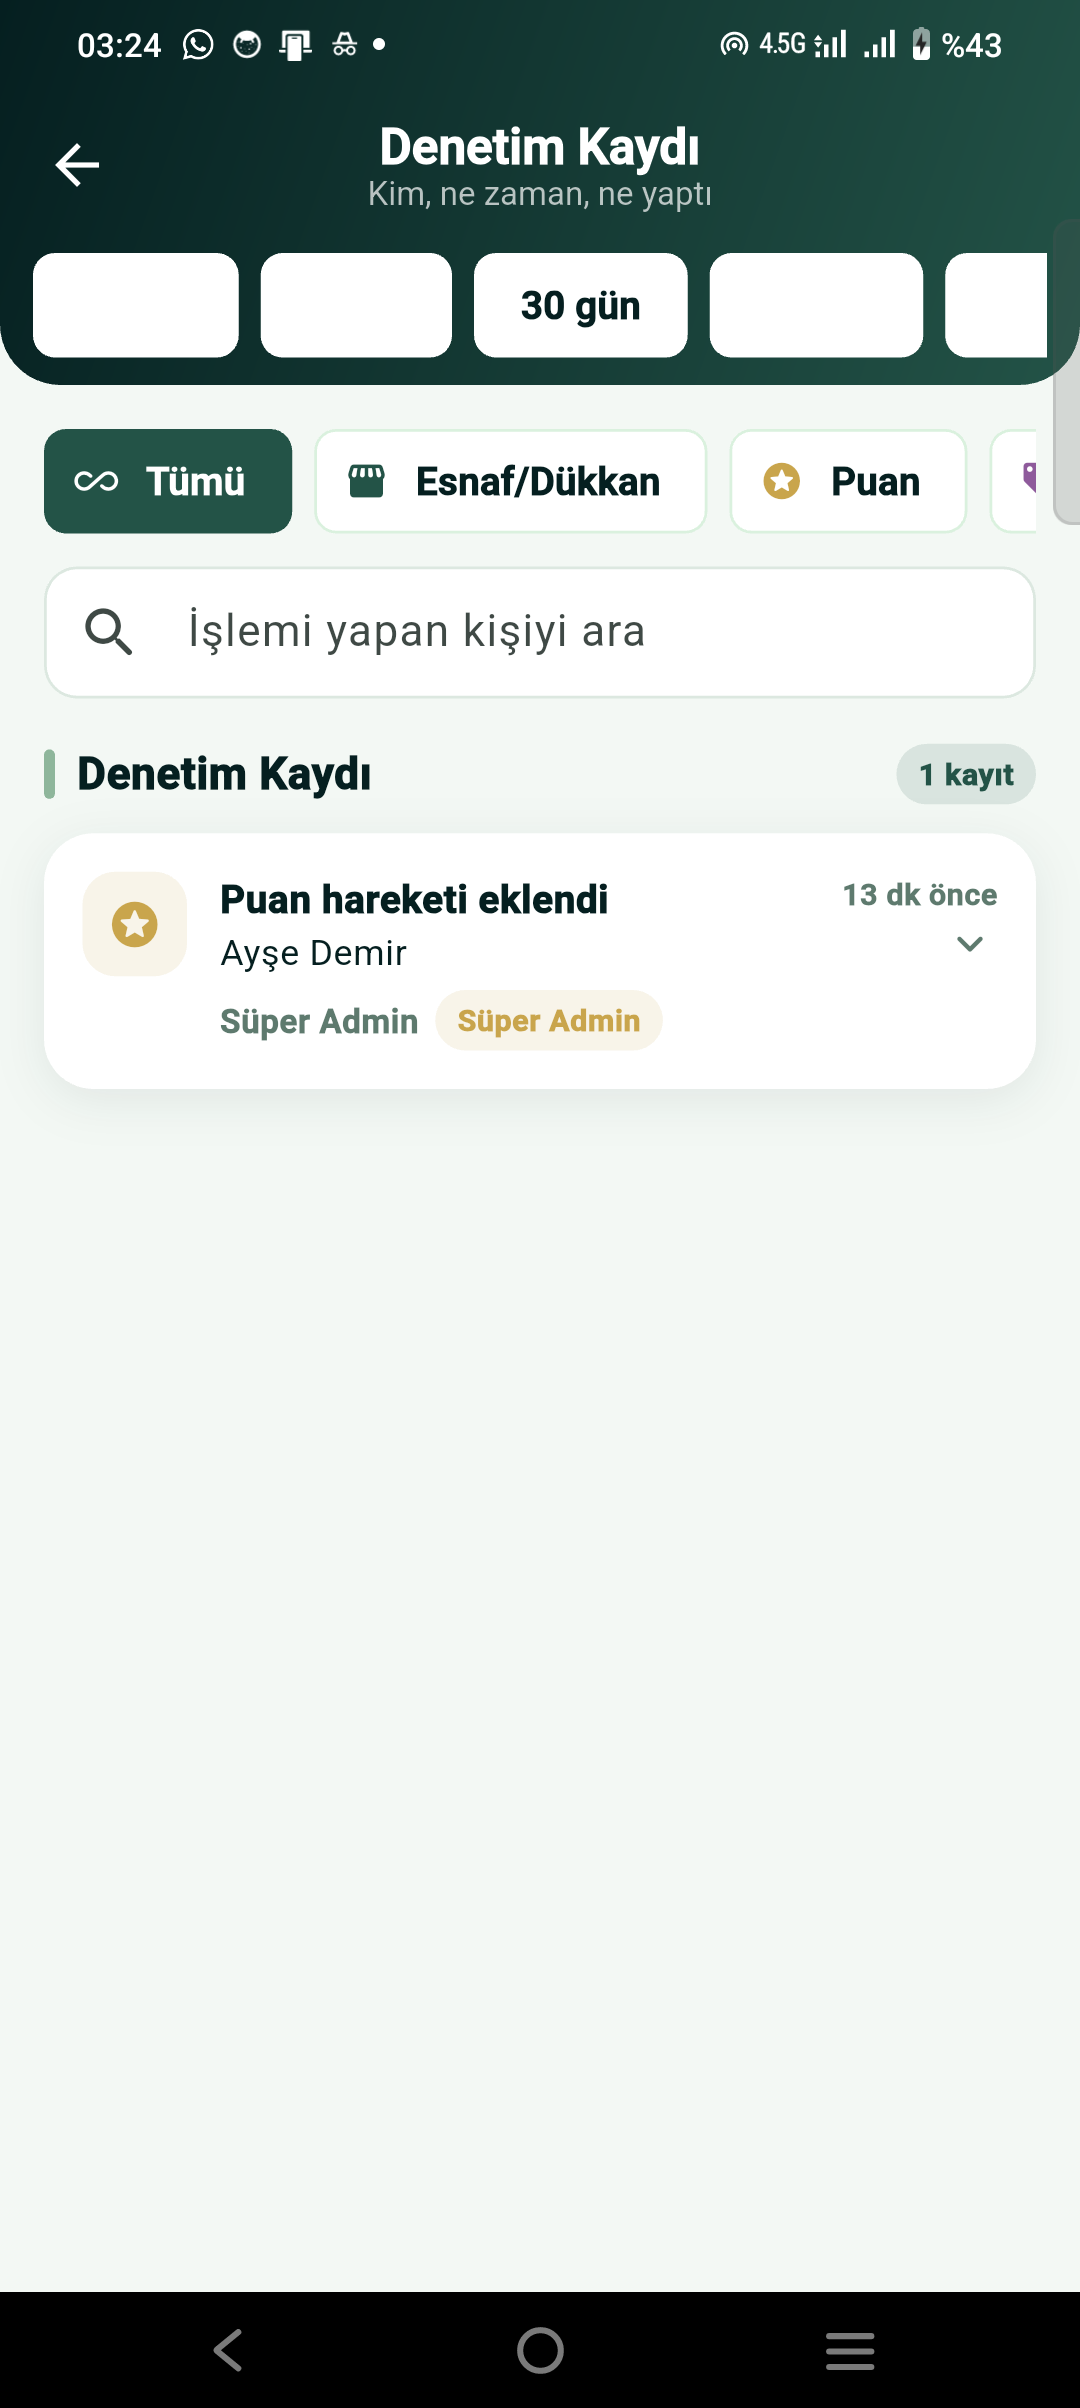 03:24 4.5G %43
Denetim Kaydı
Kim, ne zaman, ne yaptı
30 gün
Tümü Esnaf/Dükkan Puan
İşlemi yapan kişiyi ara
Denetim Kaydı 1 kayıt
Puan hareketi eklendi 13 dk önce
Ayşe Demir
Süper Admin Süper Admin